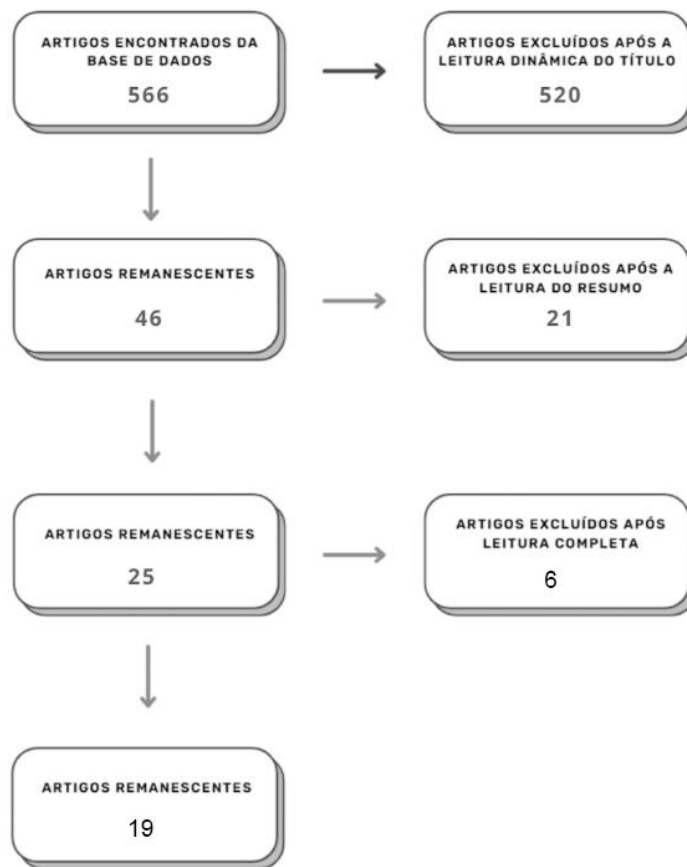 ARTIGOS ENCONTRADOS DA
BASE DE DADOS
566
ARTIGOS EXCLUÍDOS APÓS A
LEITURA DINÂMICA DO TÍTULO
520
ARTIGOS REMANESCENTES
46
ARTIGOS EXCLUÍDOS APÓS A
LEITURA DO RESUMO
21
ARTIGOS REMANESCENTES
25
ARTIGOS EXCLUÍDOS APÓS
LEITURA COMPLETA
6
ARTIGOS REMANESCENTES
19